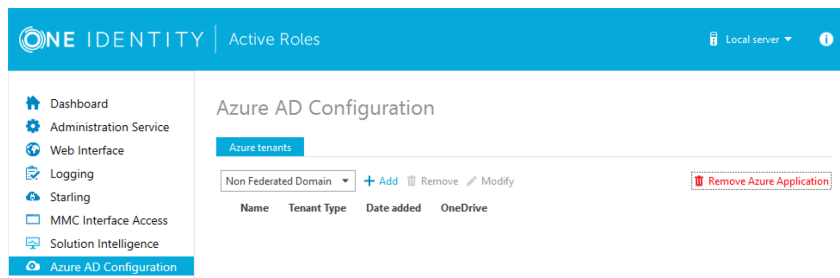 ONE IDENTITY Active Roles Local server
Dashboard
Administration Service
Web Interface
Logging
Starling
MMC Interface Access
Solution Intelligence
Azure AD Configuration
Azure AD Configuration
Azure tenants
Non Federated Domain Add Remove Modify Remove Azure Application
Name Tenant Type Date added OneDrive